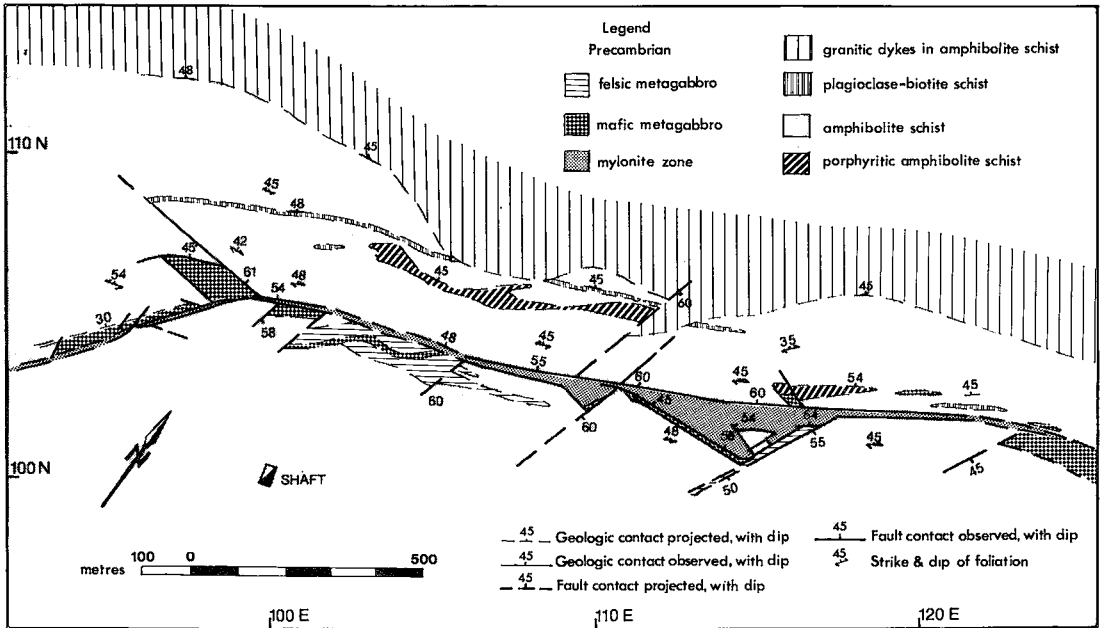 Legend
Precambrian
felsic metagabbro
mafic metagabbro
mylonite zone
granitic dykes in amphibolite schist
plagioclase-biotite schist
amphibolite schist
porphyritic amphibolite schist
48
110 N
45
45
48
45
42
45
45
60
45
54
61
54
48
30
58
48
45
35
55
60
45
54
45
60
60
60
45
54
64
48
56
55
45
50
45
100 N
SHAFT
100 0 500
metres
45 Geologic contact projected, with dip
45 Geologic contact observed, with dip
45 Fault contact projected, with dip
45 Fault contact observed, with dip
45 Strike & dip of foliation
100 E
110 E
120 E